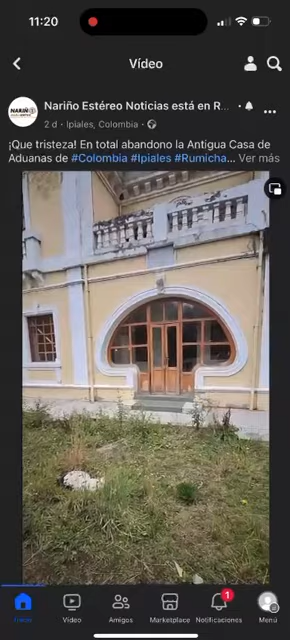 11:20
Vídeo
NARIÑO
Nariño Estéreo Noticias está en R...
2 d · Ipiales, Colombia ·
¡Que tristeza! En total abandono la Antigua Casa de
Aduanas de #Colombia #Ipiales #Rumicha... Ver más
1
Inicio
Vídeo
Amigos
Marketplace
Notificaciones
Menú